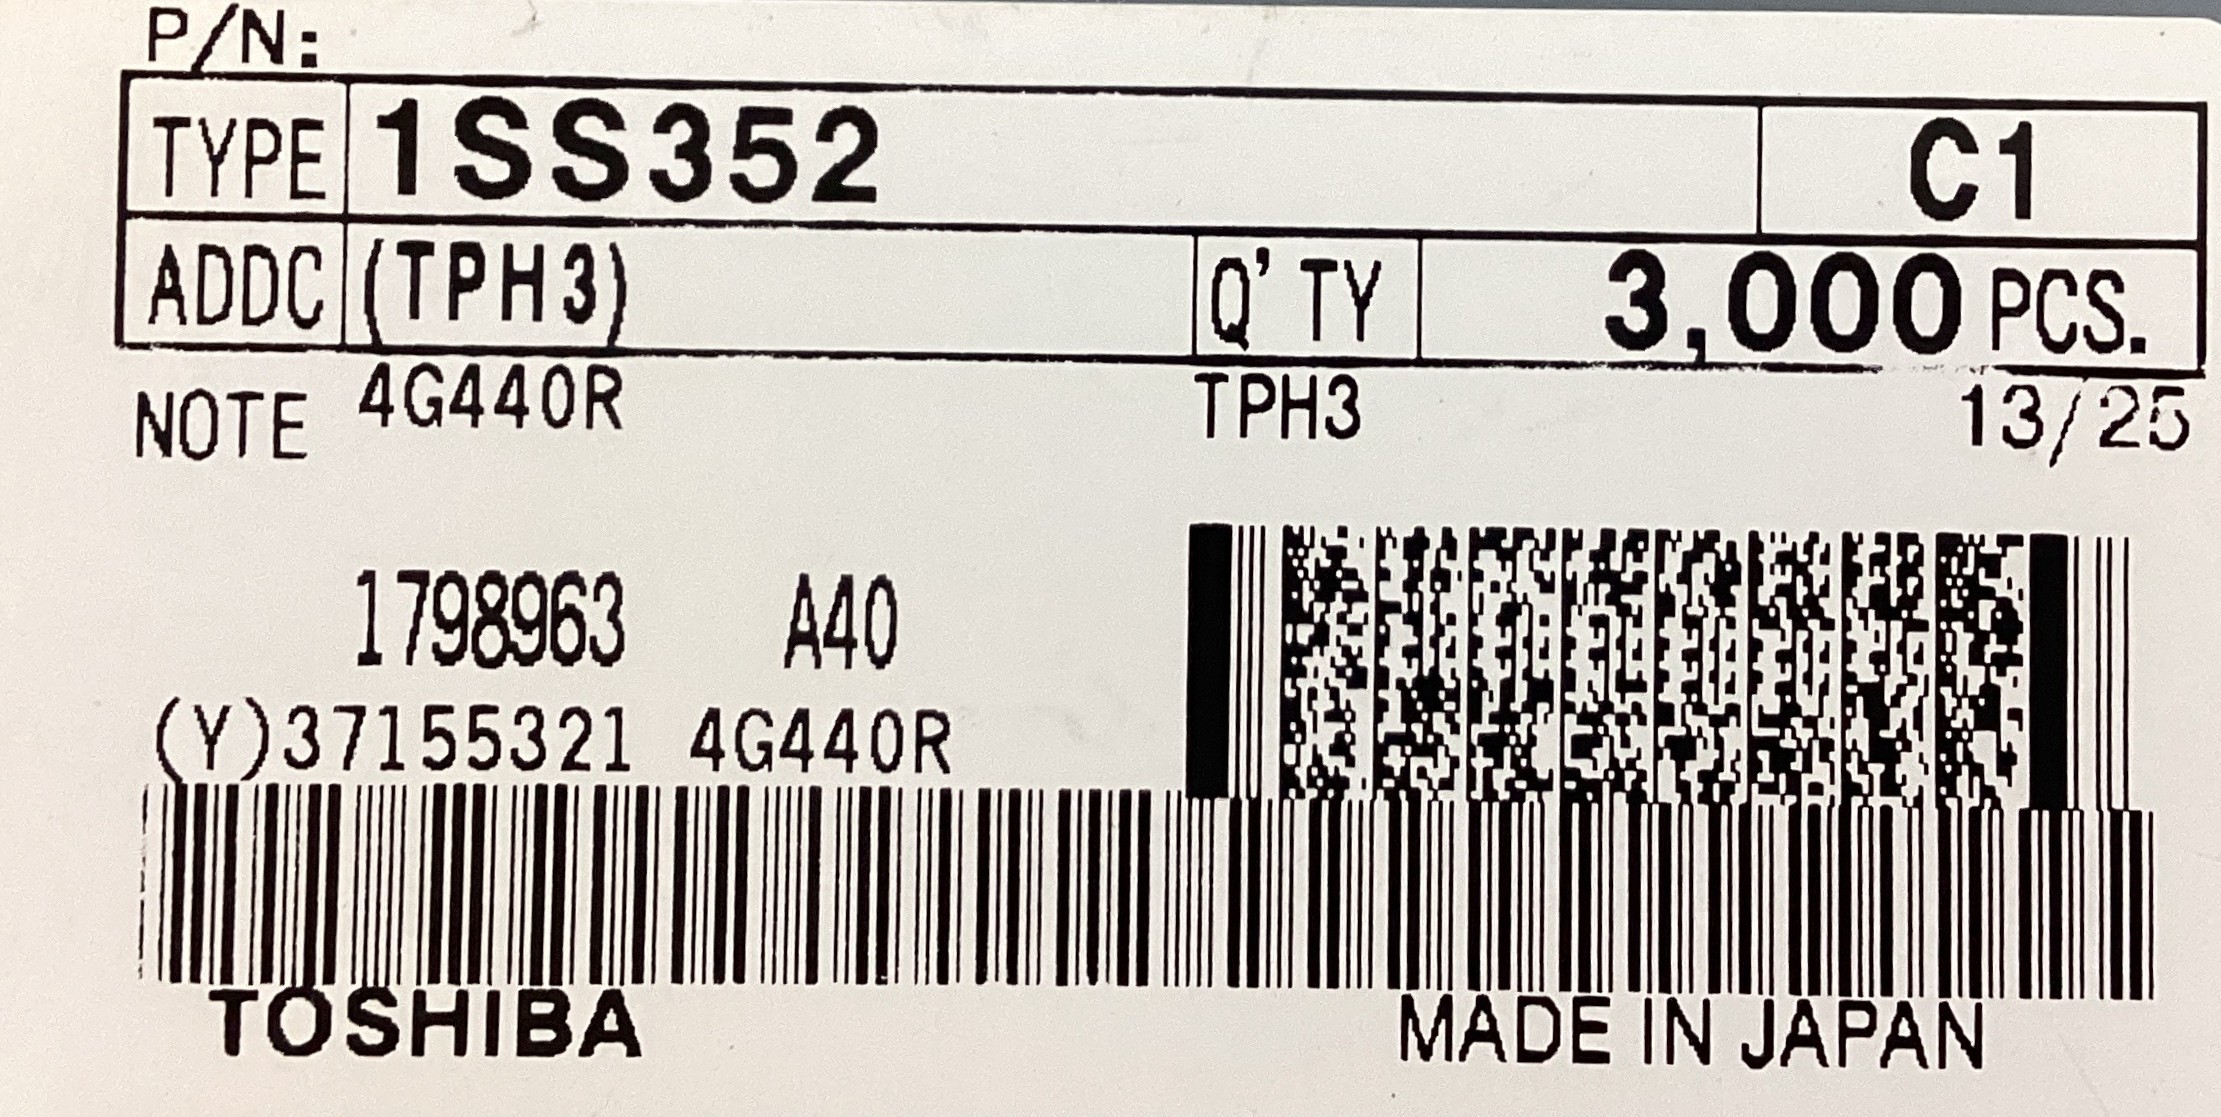 P/N:
TYPE 1SS352 C1
ADDC (TPH3) Q'TY 3,000 PCS.
NOTE 4G440R TPH3 13/25
1798963 A40
(Y)37155321 4G440R
TOSHIBA MADE IN JAPAN